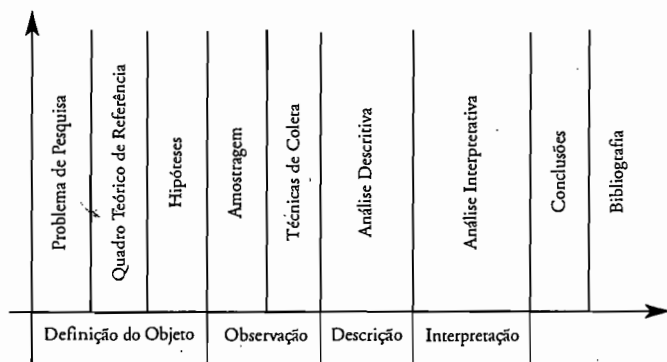 Problema de Pesquisa
Quadro Teórico de Referência
Hipóteses
Amostragem
Técnicas de Coleta
Análise Descritiva
Análise Interpretativa
Conclusões
Bibliografia
Definição do Objeto
Observação
Descrição
Interpretação